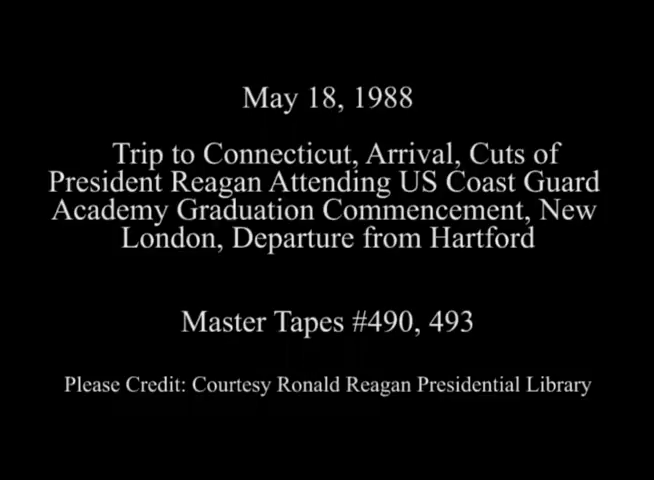 May 18, 1988
Trip to Connecticut, Arrival, Cuts of
President Reagan Attending US Coast Guard
Academy Graduation Commencement, New
London, Departure from Hartford
Master Tapes #490, 493
Please Credit: Courtesy Ronald Reagan Presidential Library